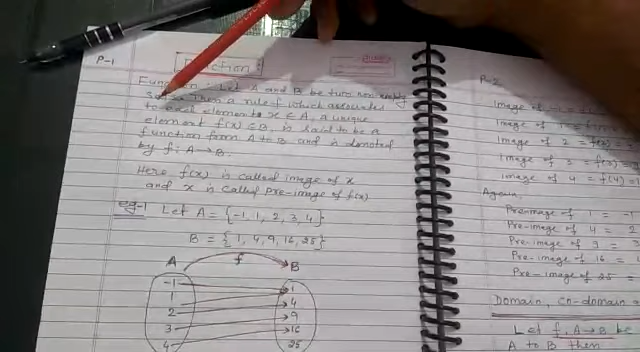 P-1
Function
Function: Let A and B be two non-empty
sets. Then a rule f which associates
to each element x ∈ A, a unique
element f(x) ∈ B, is said to be a
function from A to B and is denoted
by f: A→B.
Here f(x) is called image of x
and x is called pre-image of f(x)
eg-1 Let A = {-1, 1, 2, 3, 4}
B = {1, 4, 9, 16, 25}
A f B
-1 1
1 4
2 9
3 16
4 25
P-2
Image of
Image of 1 =
Image of 2 = f(2) =
Image of 3 = f(3) =
Image of 4 = f(4)
Again,
Preimage of 1 = -1
Pre-image of 4 = 2
Pre-image of 9 = 3
Pre-image of 16 =
Pre-image of 25 =
Domain, Co-domain
Let f: A→B be
A to B then